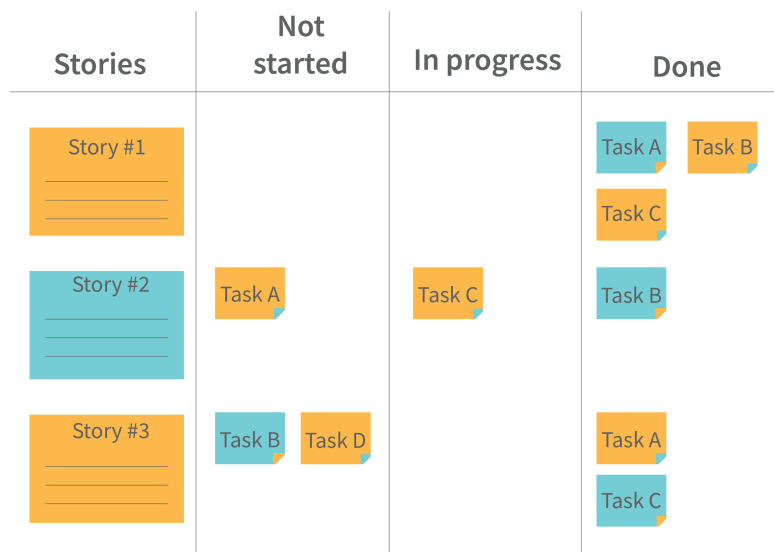 Stories
Not
started
In progress
Done
Story #1
Task A
Task B
Task C
Story #2
Task A
Task C
Task B
Story #3
Task B
Task D
Task A
Task C